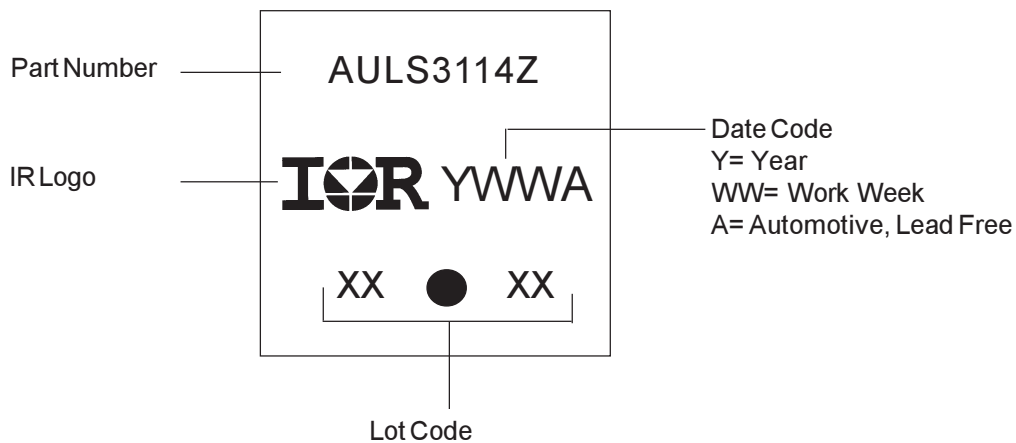 Part Number
AULS3114Z
Date Code
Y= Year
WW= Work Week
A= Automotive, Lead Free
IR Logo
IOR YWWA
XX XX
Lot Code